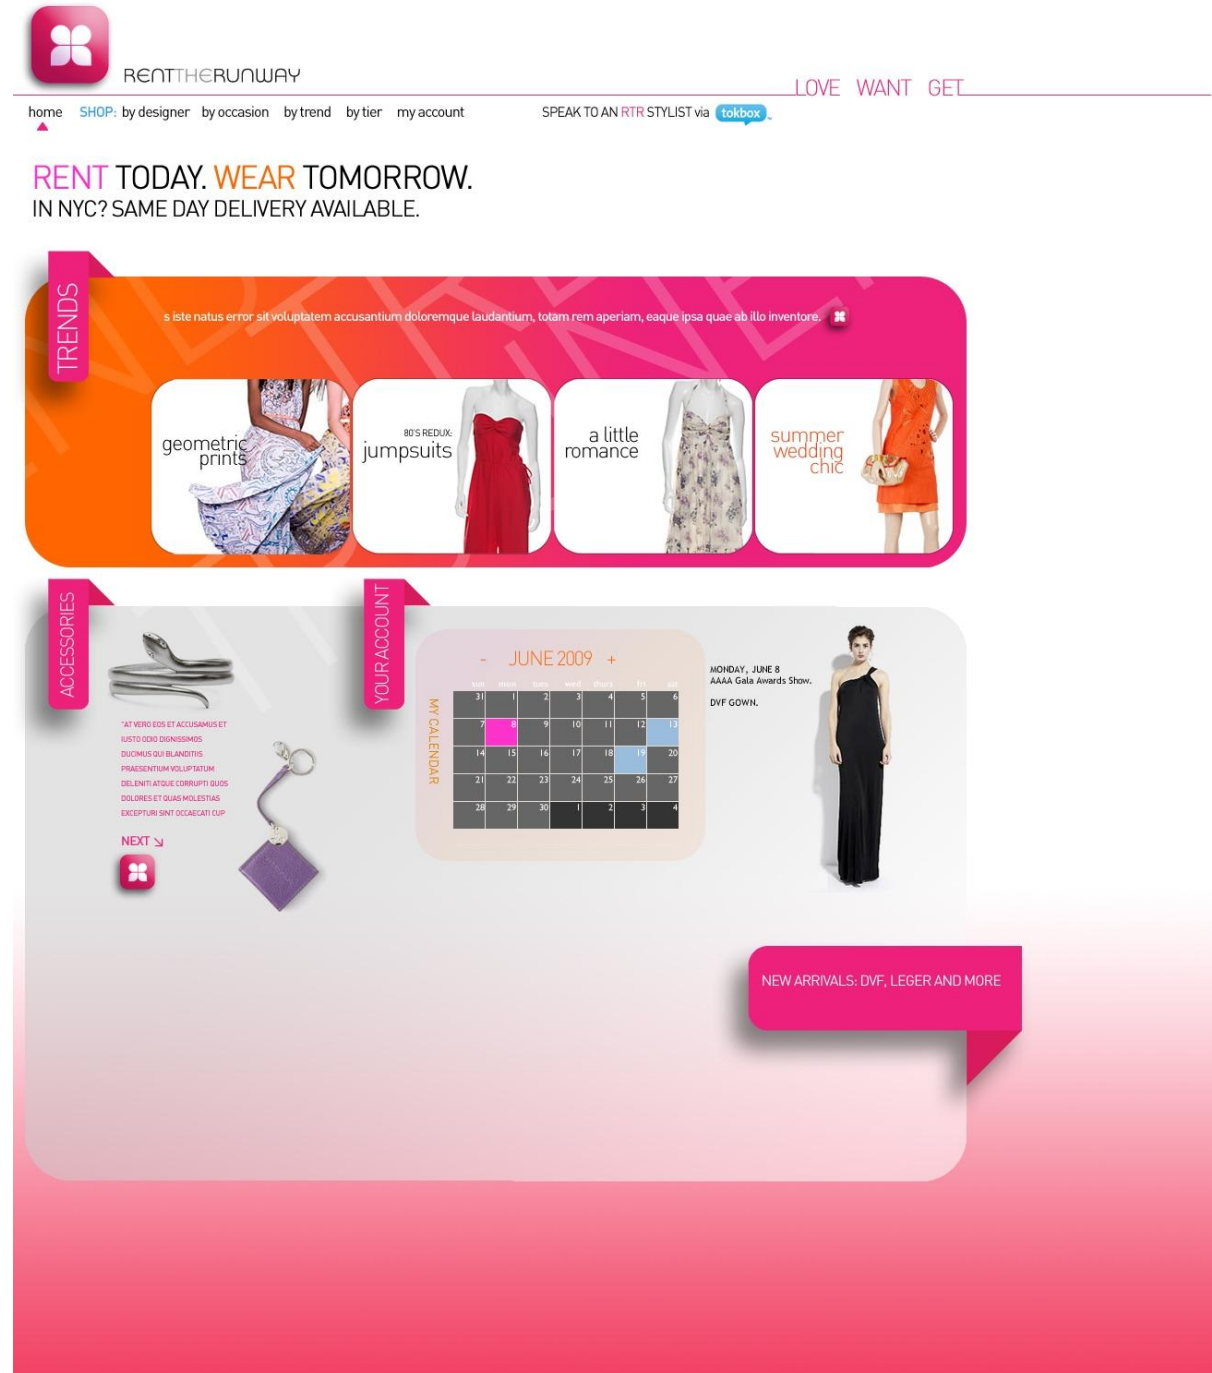 RENTTHERUNWAY
LOVE WANT GET
home SHOP: by designer by occasion by trend by tier my account SPEAK TO AN RTR STYLIST via tokbox
RENT TODAY. WEAR TOMORROW.
IN NYC? SAME DAY DELIVERY AVAILABLE.
TRENDS
s iste natus error sit voluptatem accusantium doloremque laudantium, totam rem aperiam, eaque ipsa quae ab illo inventore.
geometric
prints
80'S REDUX:
jumpsuits
a little
romance
summer
wedding
chic
ACCESSORIES
"AT VERO EOS ET ACCUSAMUS ET
IUSTO ODIO DIGNISSIMOS
DUCIMUS QUI BLANDITIIS
PRAESENTIUM VOLUPTATUM
DELENITI ATQUE CORRUPTI QUOS
DOLORES ET QUAS MOLESTIAS
EXCEPTURI SINT OCCAECATI CUP
NEXT
YOUR ACCOUNT
MY CALENDAR
- JUNE 2009 +
sun mon tues wed thurs fri sat
31 1 2 3 4 5 6
7 8 9 10 11 12 13
14 15 16 17 18 19 20
21 22 23 24 25 26 27
28 29 30 1 2 3 4
MONDAY, JUNE 8
AAAA Gala Awards Show.
DVF GOWN.
NEW ARRIVALS: DVF, LEGER AND MORE